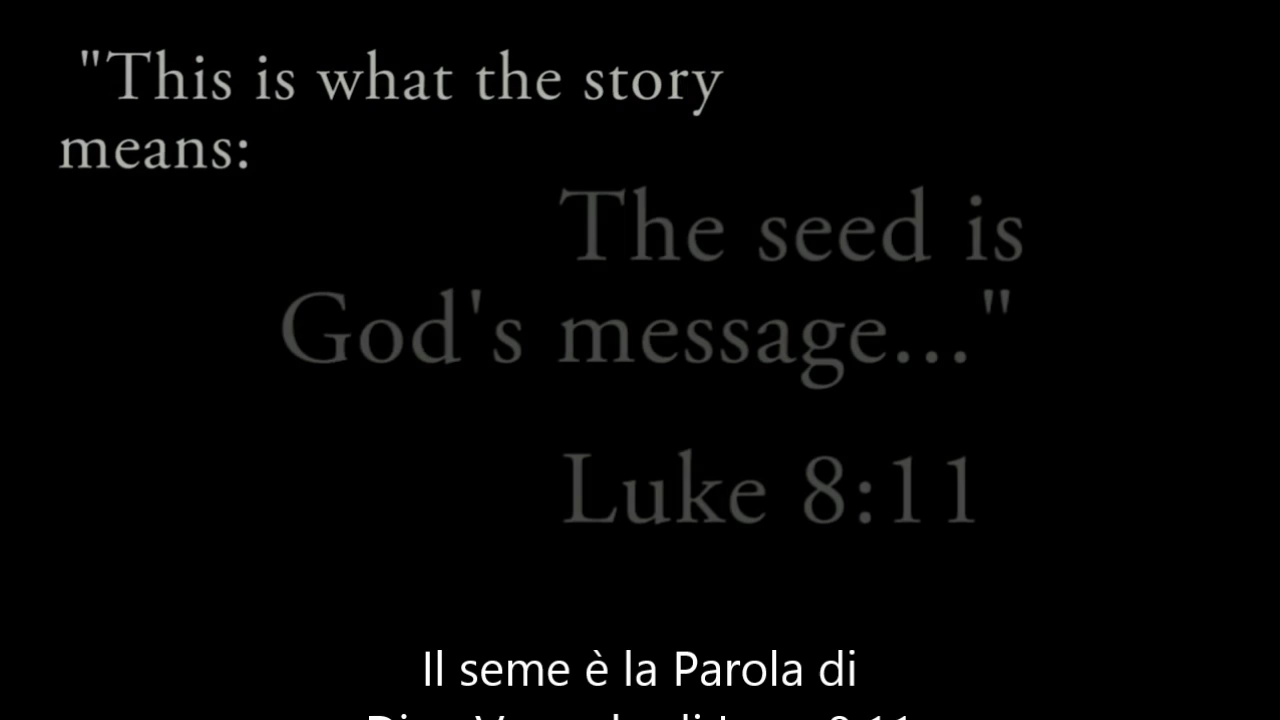 "This is what the story
means:
The seed is
God's message..."
Luke 8:11
Il seme è la Parola di